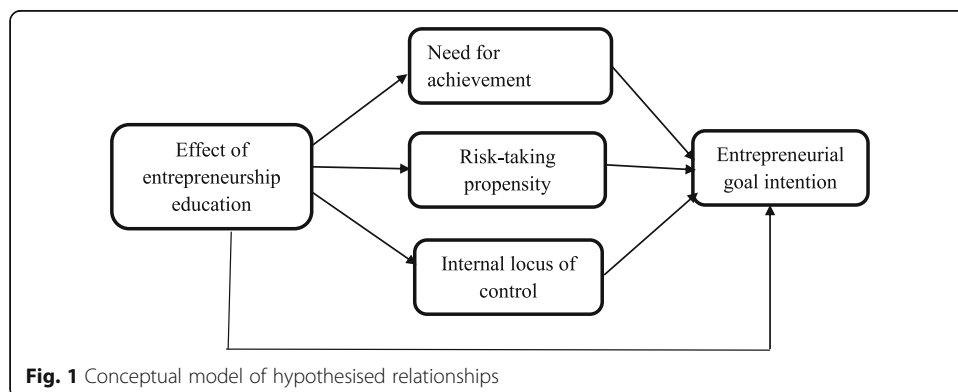 Need for
achievement
Effect of
entrepreneurship
education
Risk-taking
propensity
Entrepreneurial
goal intention
Internal locus of
control
Fig. 1 Conceptual model of hypothesised relationships